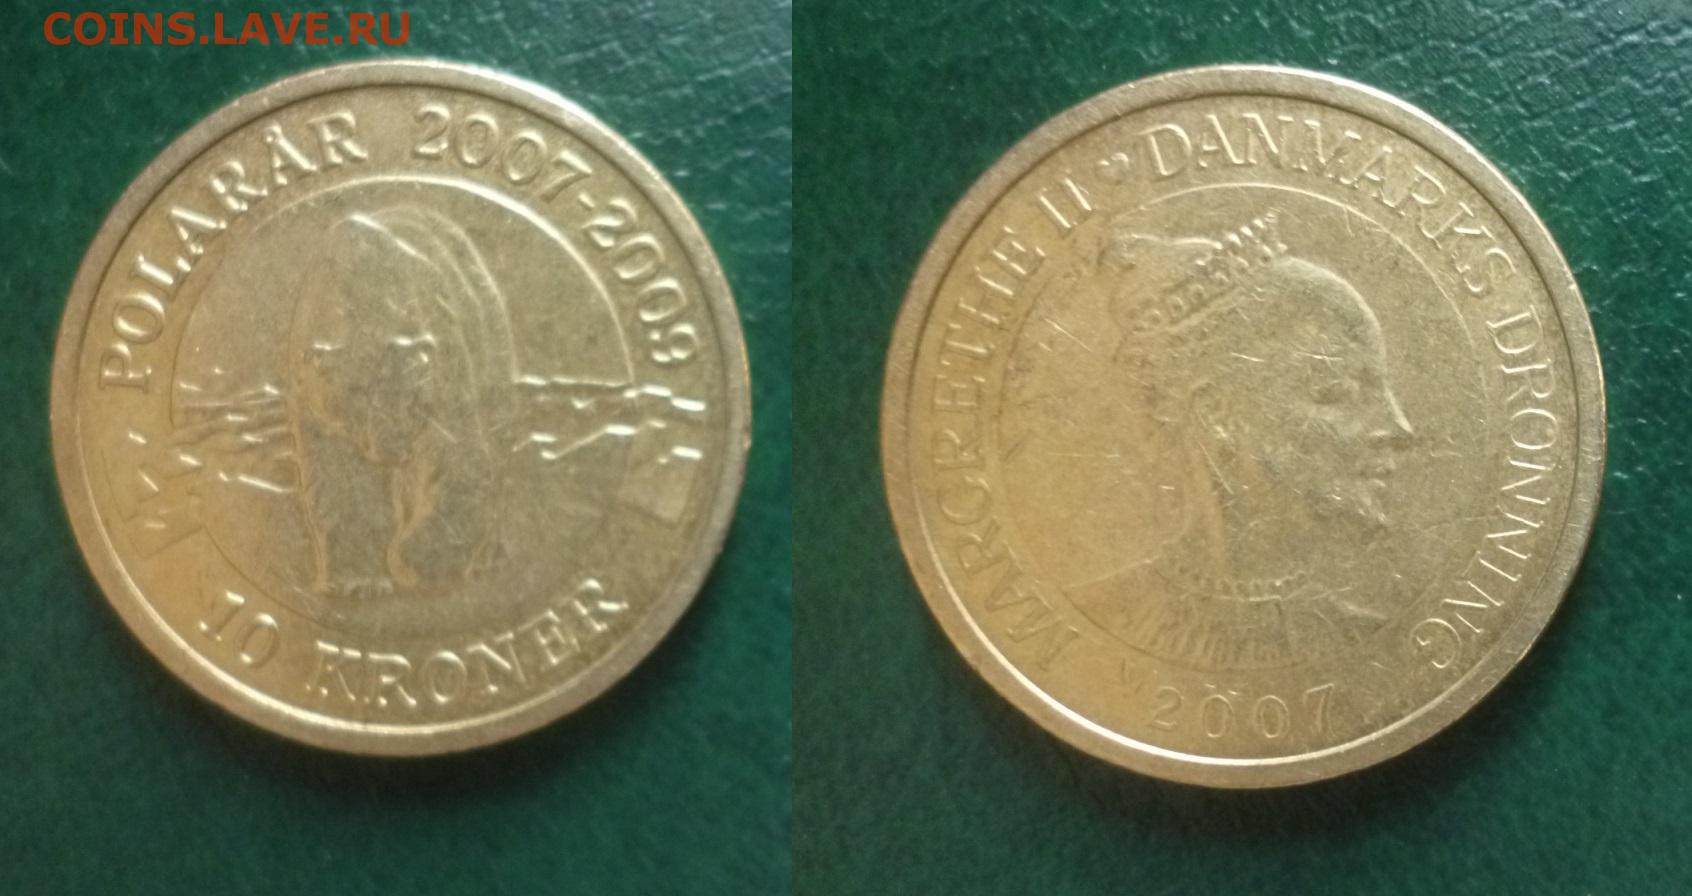 COINS.LAVE.RU
POLARÅR 2007-2009
10 KRONER
MARGRETHE II ♥ DANMARKS DRONNING
2007